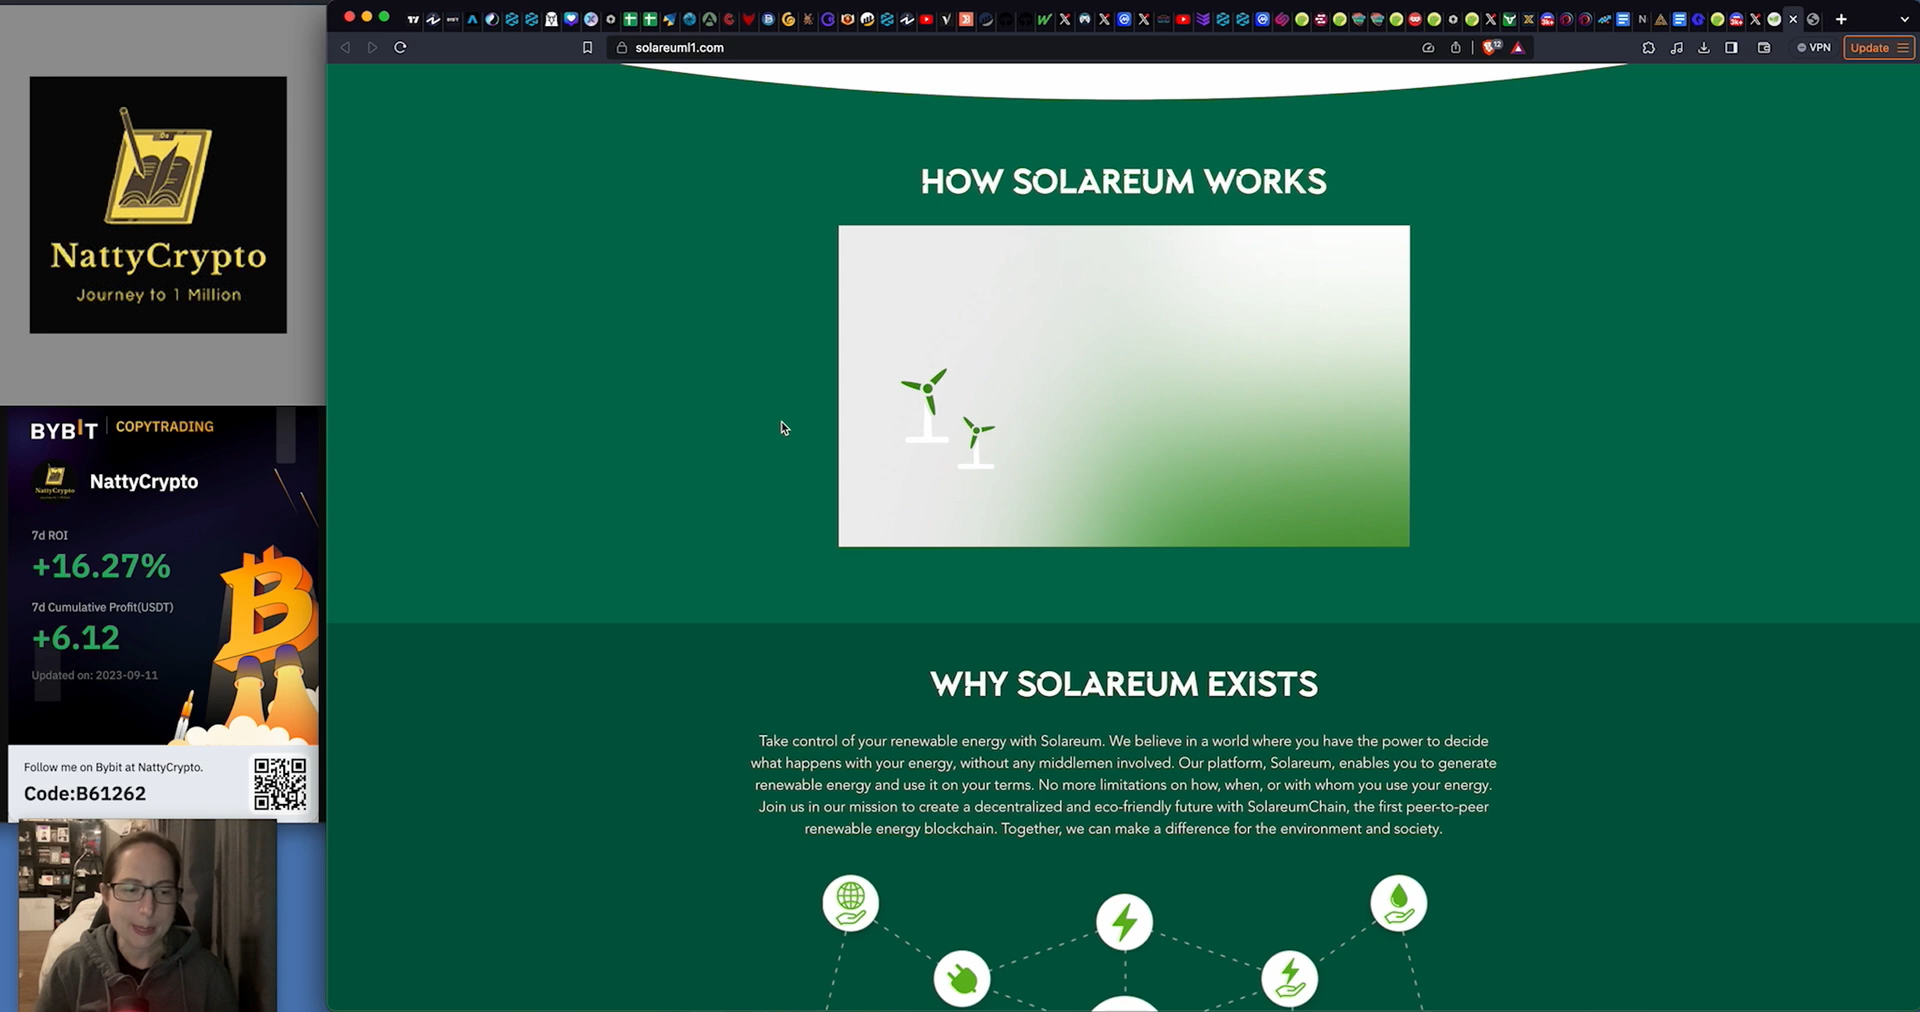 NattyCrypto
Journey to 1 Million
BYBIT | COPYTRADING
NattyCrypto
7d ROI
+16.27%
7d Cumulative Profit(USDT)
+6.12
Updated on: 2023-09-11
Follow me on Bybit at NattyCrypto.
Code:B61262
solareuml1.com
VPN
Update
HOW SOLAREUM WORKS
WHY SOLAREUM EXISTS
Take control of your renewable energy with Solareum. We believe in a world where you have the power to decide
what happens with your energy, without any middlemen involved. Our platform, Solareum, enables you to generate
renewable energy and use it on your terms. No more limitations on how, when, or with whom you use your energy.
Join us in our mission to create a decentralized and eco-friendly future with SolareumChain, the first peer-to-peer
renewable energy blockchain. Together, we can make a difference for the environment and society.